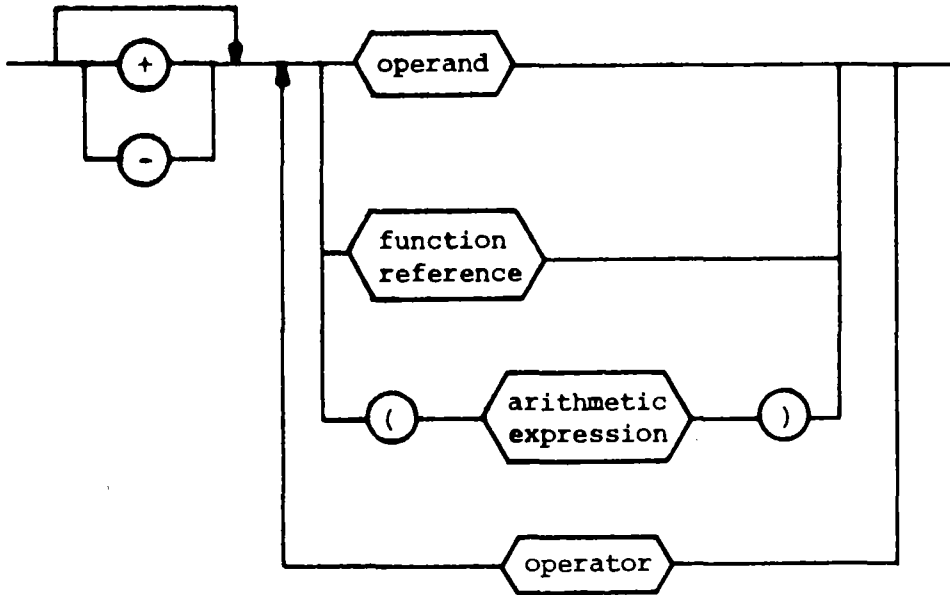 +
operand
-
function
reference
(
arithmetic
expression
)
operator